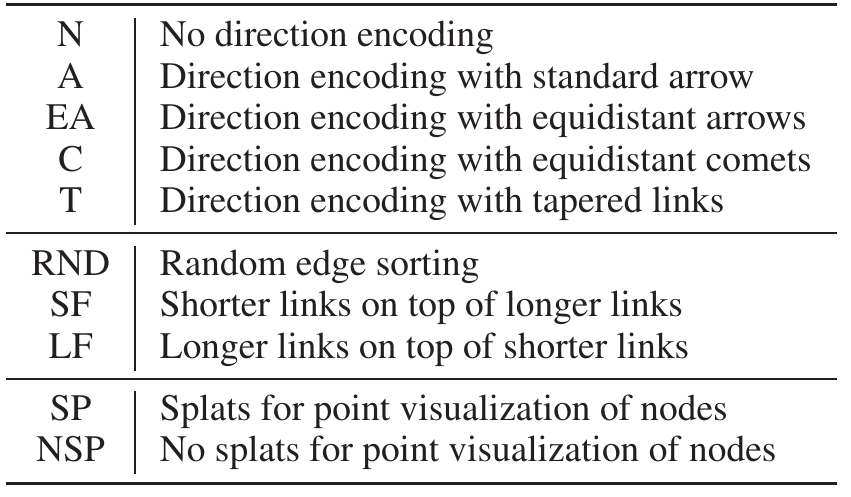 N No direction encoding
A Direction encoding with standard arrow
EA Direction encoding with equidistant arrows
C Direction encoding with equidistant comets
T Direction encoding with tapered links
RND Random edge sorting
SF Shorter links on top of longer links
LF Longer links on top of shorter links
SP Splats for point visualization of nodes
NSP No splats for point visualization of nodes